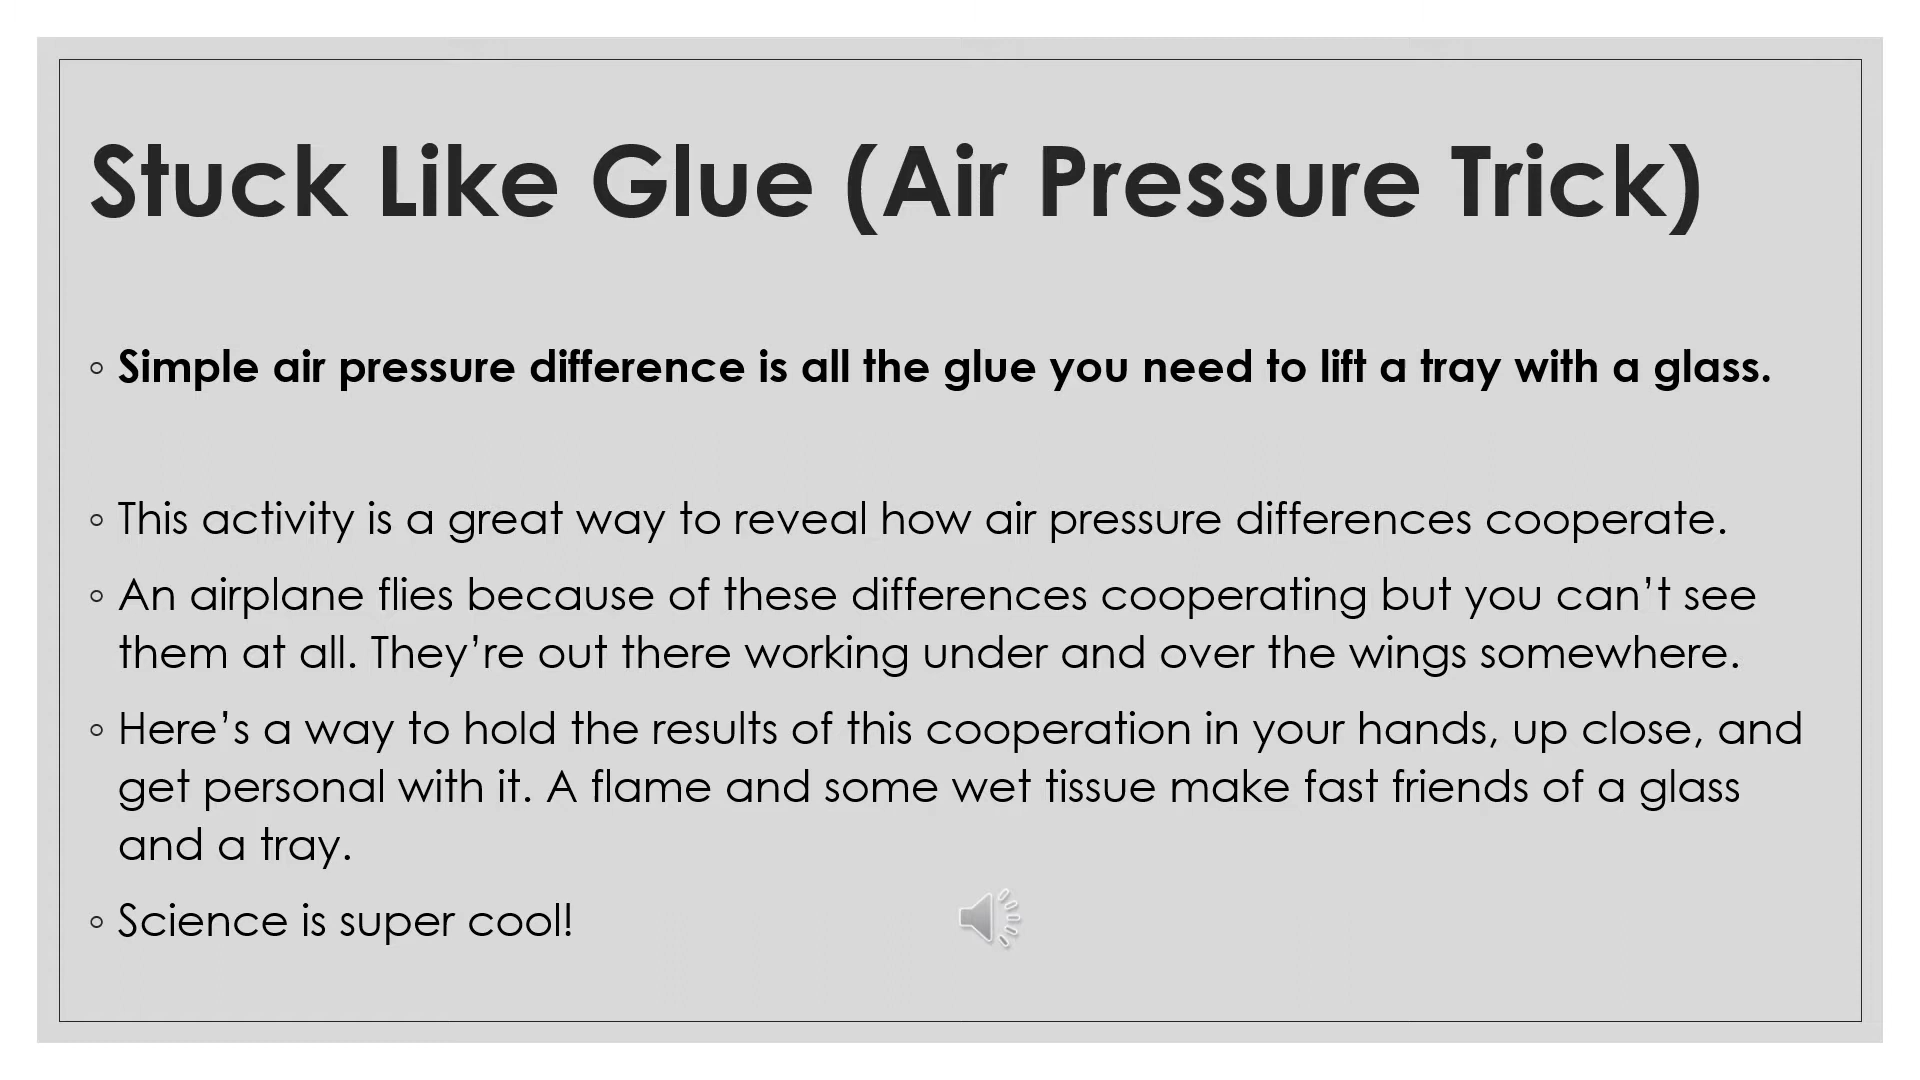 Stuck Like Glue (Air Pressure Trick)
◦ Simple air pressure difference is all the glue you need to lift a tray with a glass.
◦ This activity is a great way to reveal how air pressure differences cooperate.
◦ An airplane flies because of these differences cooperating but you can’t see
them at all. They’re out there working under and over the wings somewhere.
◦ Here’s a way to hold the results of this cooperation in your hands, up close, and
get personal with it. A flame and some wet tissue make fast friends of a glass
and a tray.
◦ Science is super cool!